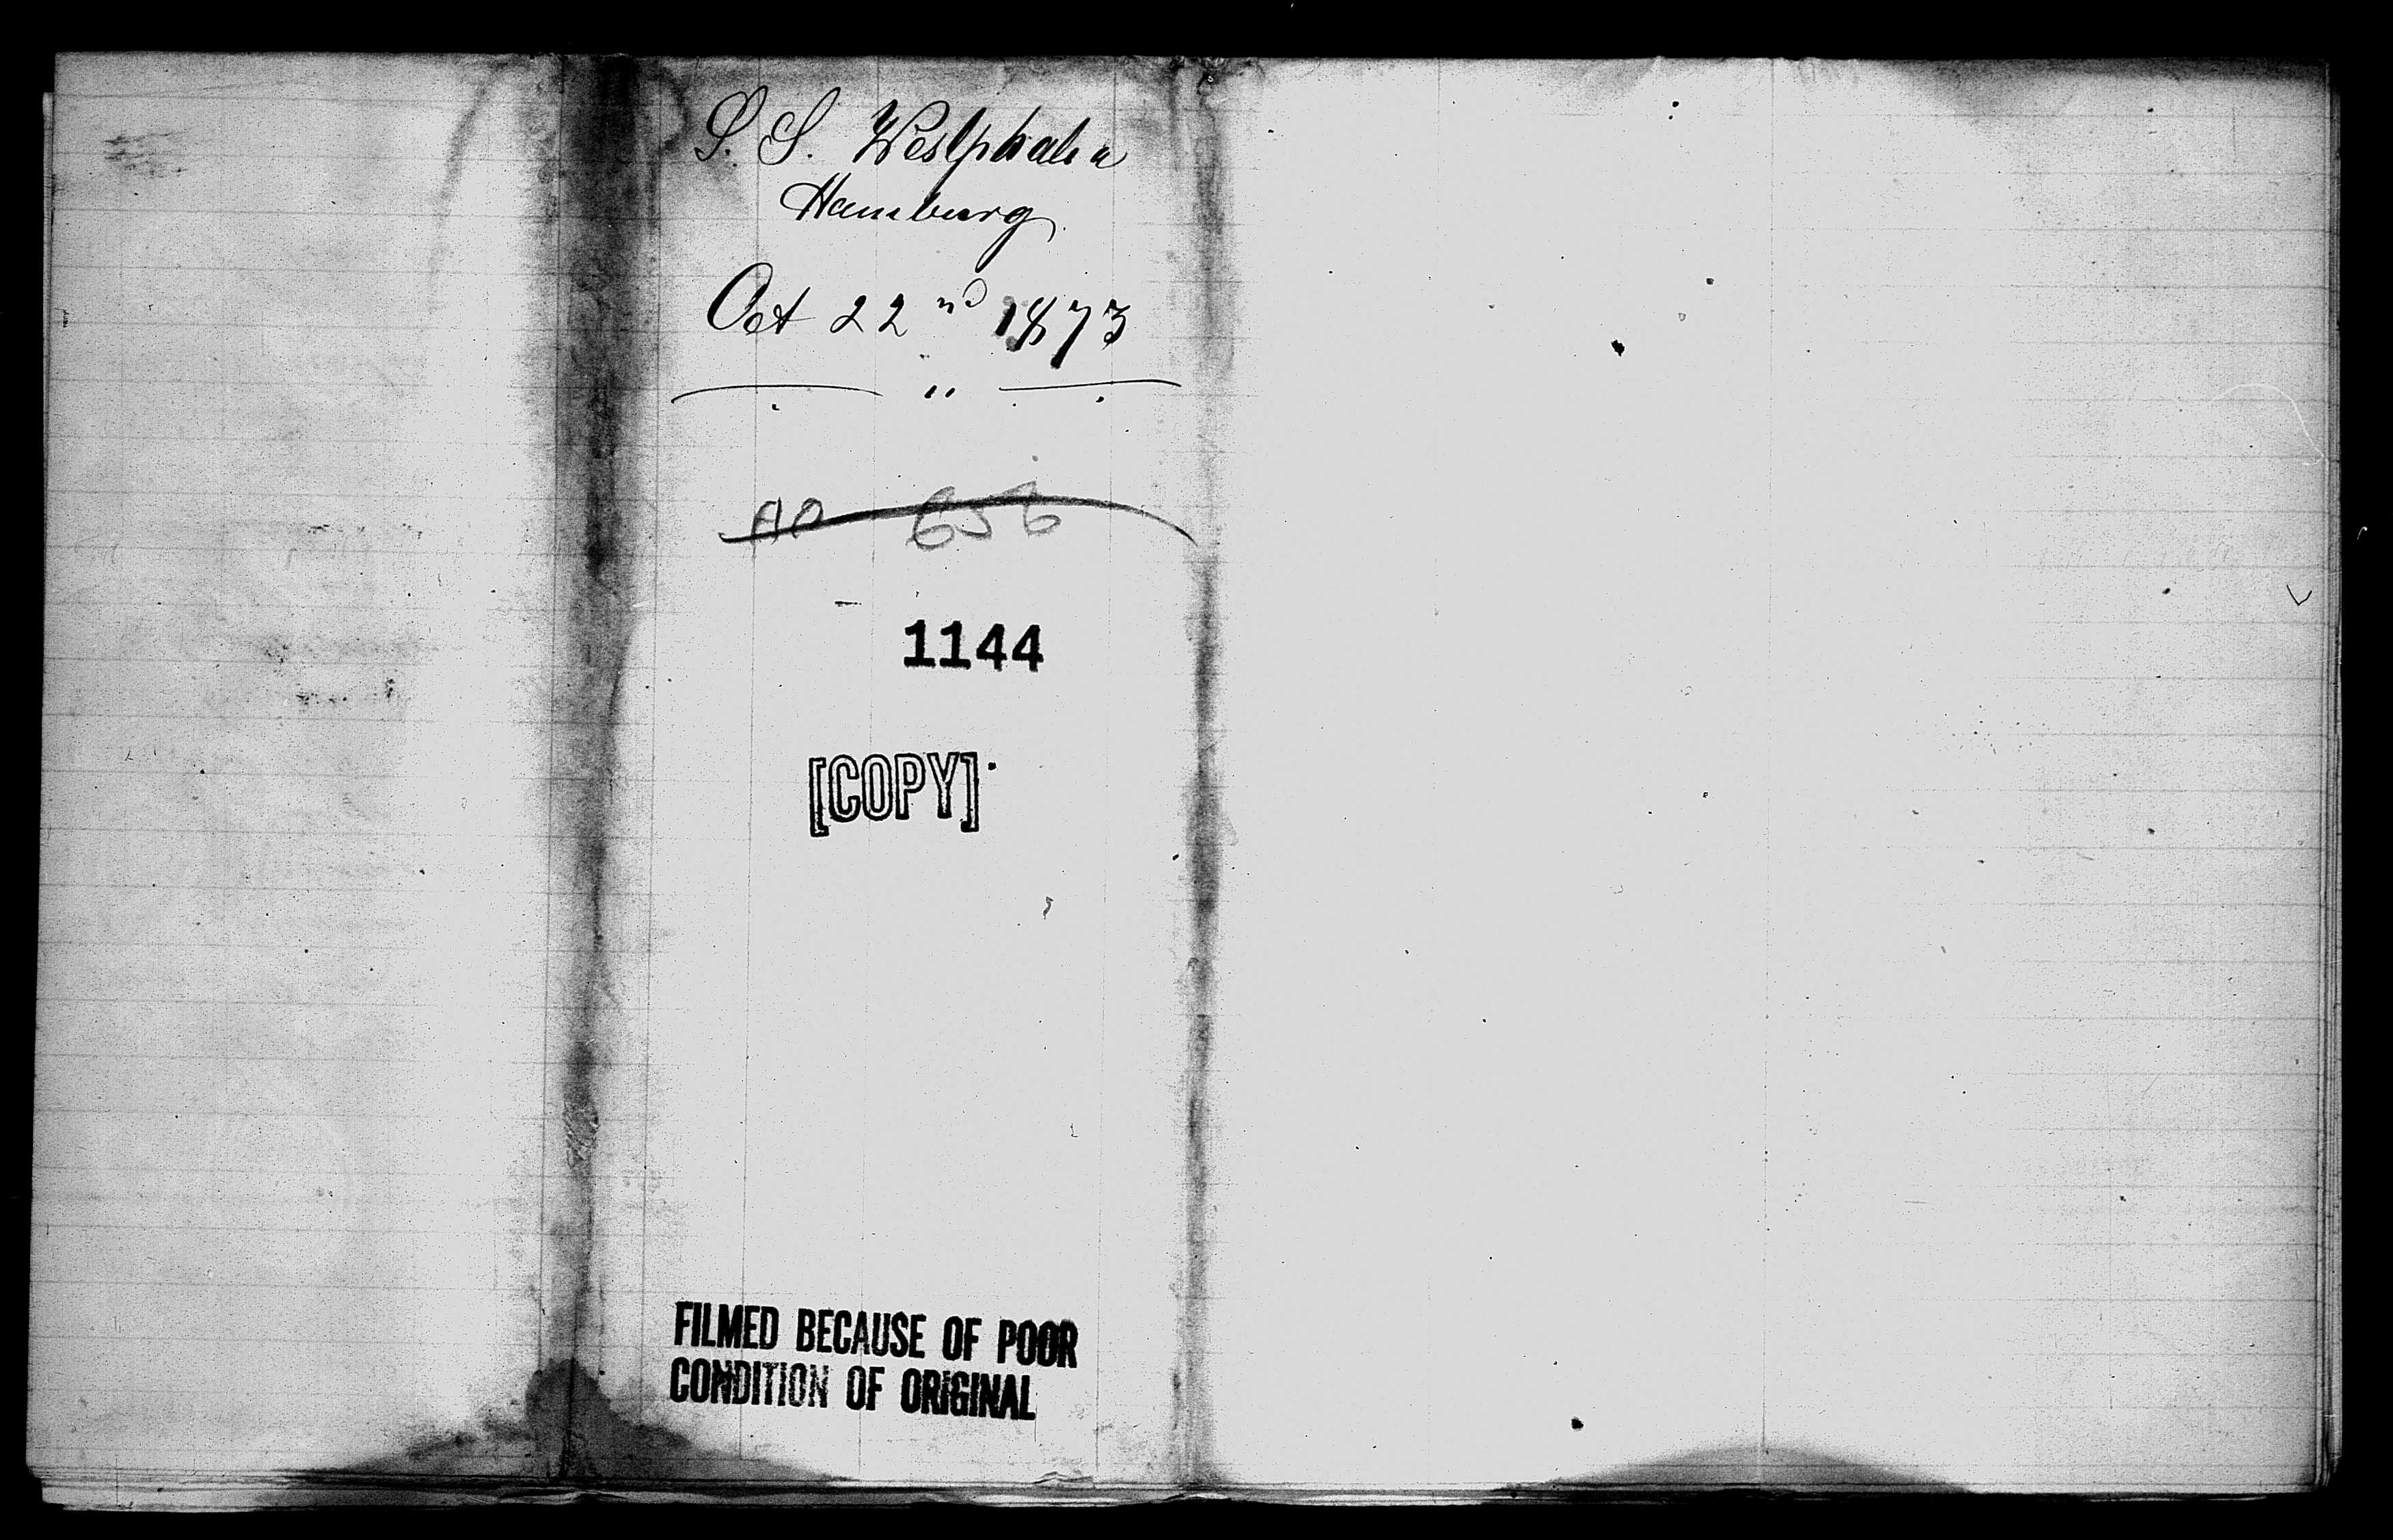 S. S. Westphalia
Hamburg
Oct 22nd 1873
"
656
1144
[COPY]
FILMED BECAUSE OF POOR
CONDITION OF ORIGINAL